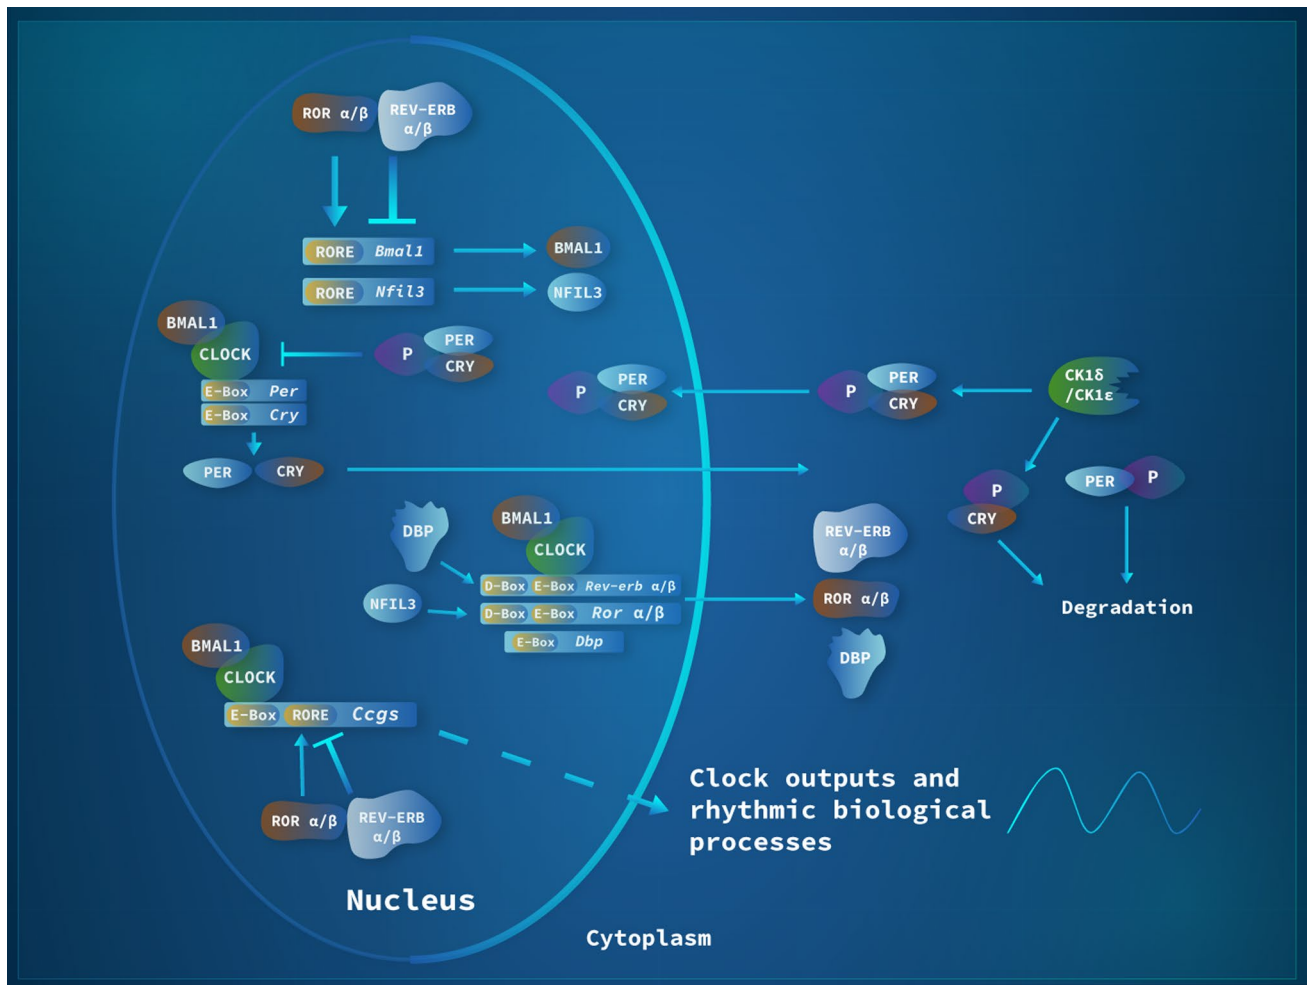 ROR α/β
REV-ERB
α/β
RORE Bmal1
BMAL1
RORE Nfil3
NFIL3
BMAL1
CLOCK
E-Box Per
E-Box Cry
P
PER
CRY
P
PER
CRY
P
PER
CRY
CK1δ
/CK1ε
PER
CRY
P
CRY
PER
P
Degradation
DBP
NFIL3
BMAL1
CLOCK
D-Box E-Box Rev-erb α/β
D-Box E-Box Ror α/β
E-Box Dbp
REV-ERB
α/β
ROR α/β
DBP
BMAL1
CLOCK
E-Box RORE Ccgs
ROR α/β
REV-ERB
α/β
Clock outputs and
rhythmic biological
processes
Nucleus
Cytoplasm